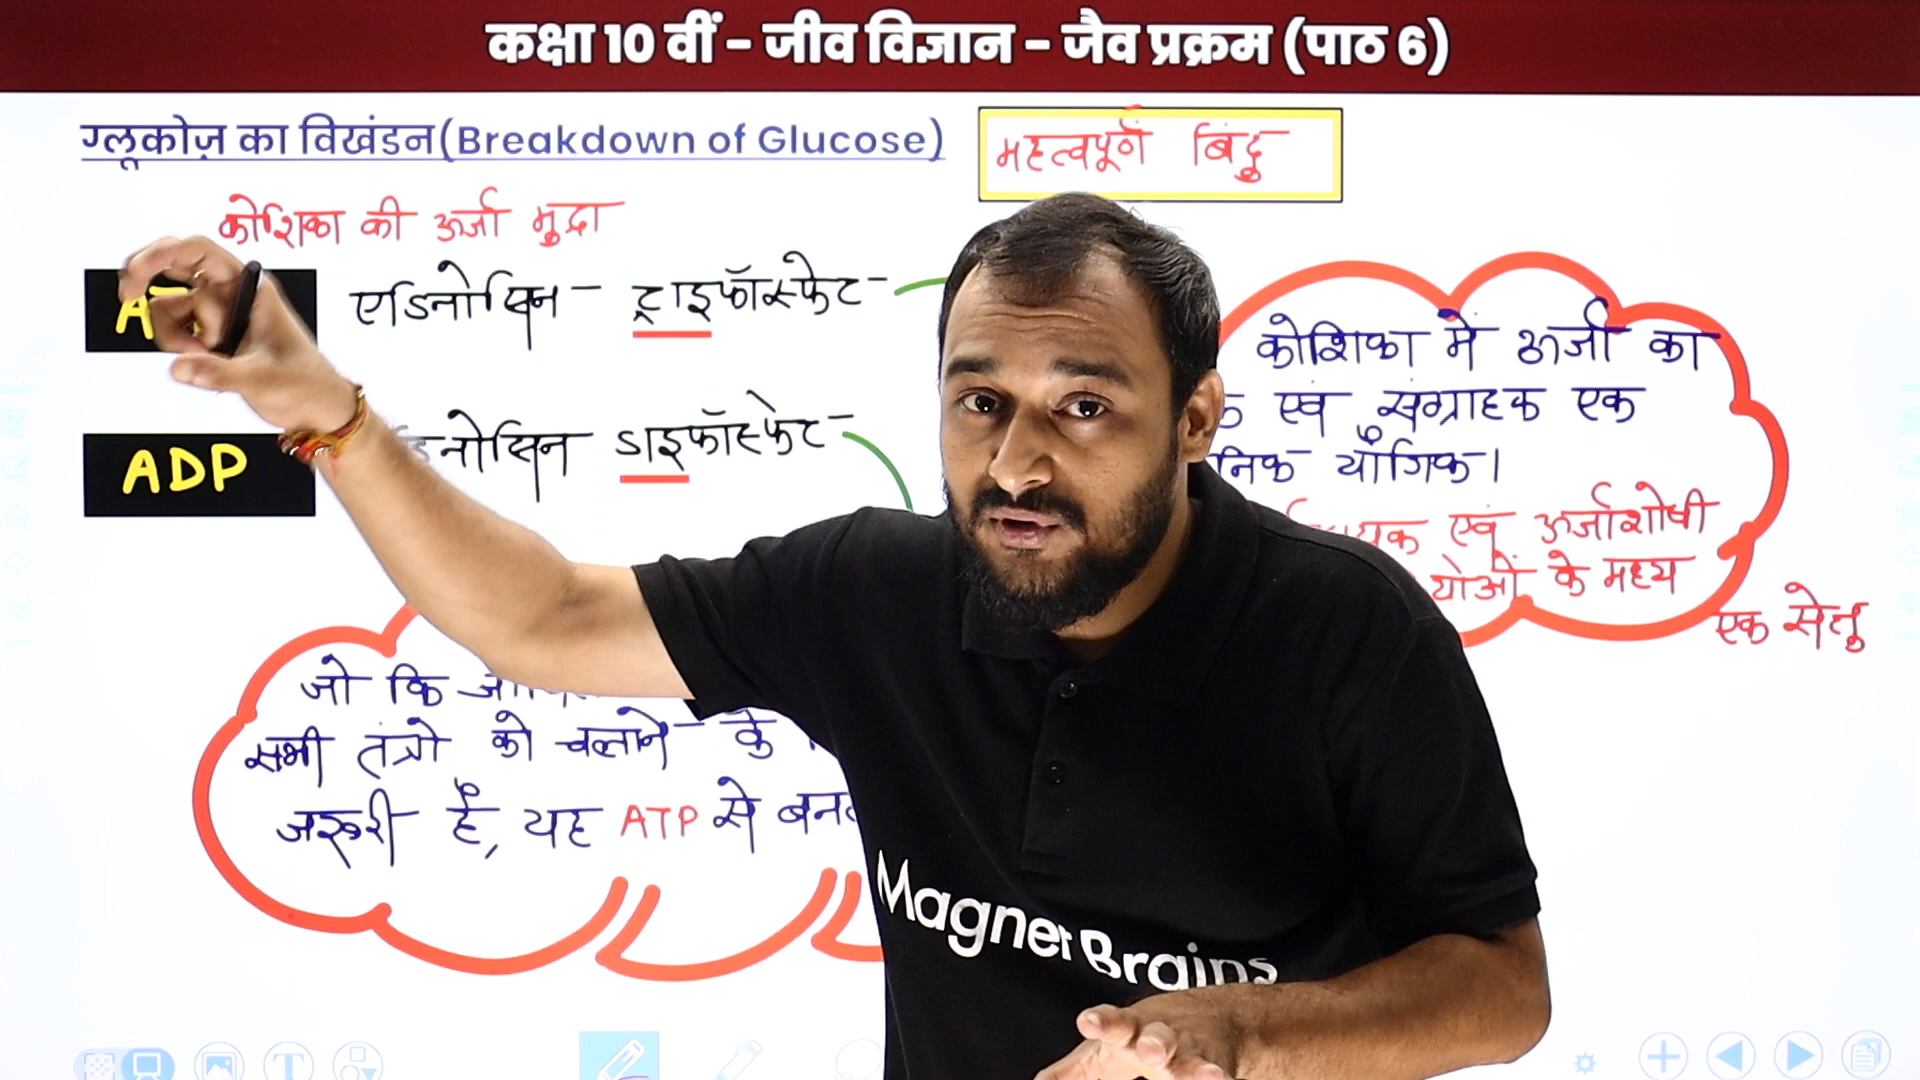 कक्षा 10 वीं - जीव विज्ञान - जैव प्रक्रम (पाठ 6)
ग्लूकोज़ का विखंडन(Breakdown of Glucose)
महत्वपूर्ण बिंदु
कोशिका की ऊर्जा मुद्रा
एडिनोसिन ट्राइफॉस्फेट
ADP
डाइफॉस्फेट
कोशिका में ऊर्जा का
एवं संग्राहक एक
यौगिक।
एवं ऊर्जाशोषी
के मध्य
एक सेतु
जो कि
सभी तंत्रो को चलाने के
जरूरी है, यह ATP से
Magnet Brains